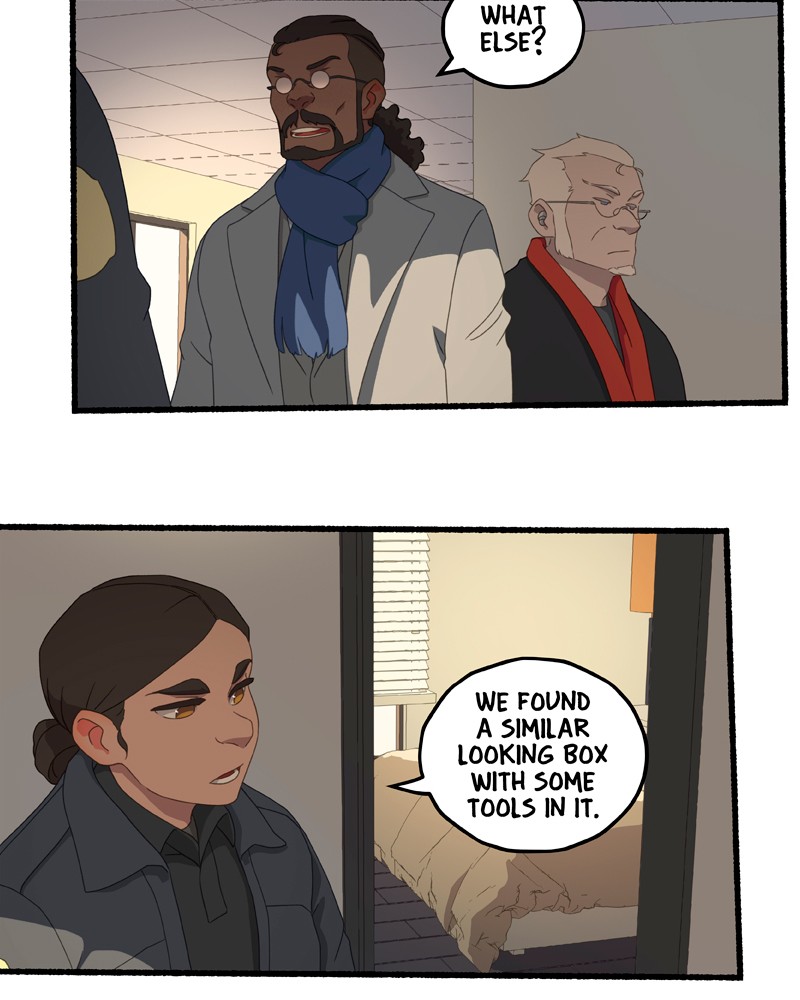 WHAT
ELSE?
WE FOUND
A SIMILAR
LOOKING BOX
WITH SOME
TOOLS IN IT.